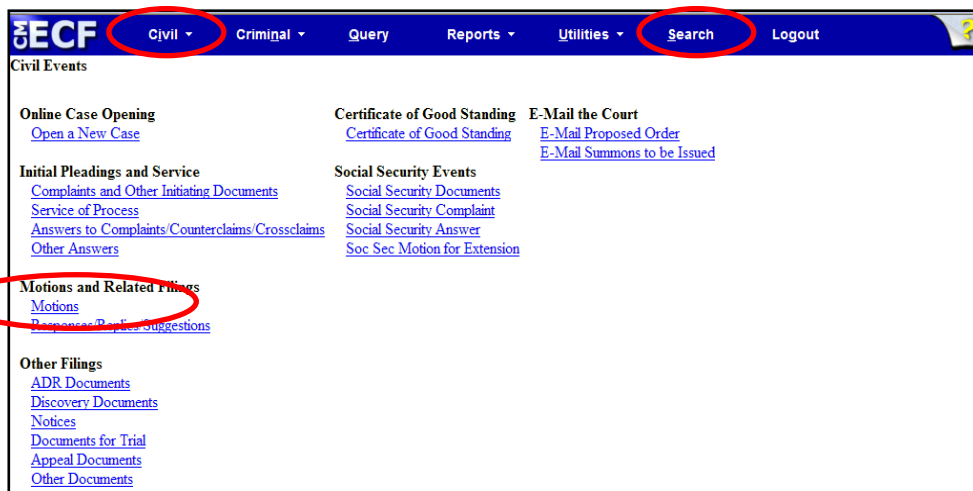 CM ECF Civil Criminal Query Reports Utilities Search Logout ?
Civil Events
Online Case Opening
Open a New Case
Initial Pleadings and Service
Complaints and Other Initiating Documents
Service of Process
Answers to Complaints/Counterclaims/Crossclaims
Other Answers
Motions and Related Filings
Motions
Responses/Replies/Suggestions
Other Filings
ADR Documents
Discovery Documents
Notices
Documents for Trial
Appeal Documents
Other Documents
Certificate of Good Standing
Certificate of Good Standing
Social Security Events
Social Security Documents
Social Security Complaint
Social Security Answer
Soc Sec Motion for Extension
E-Mail the Court
E-Mail Proposed Order
E-Mail Summons to be Issued